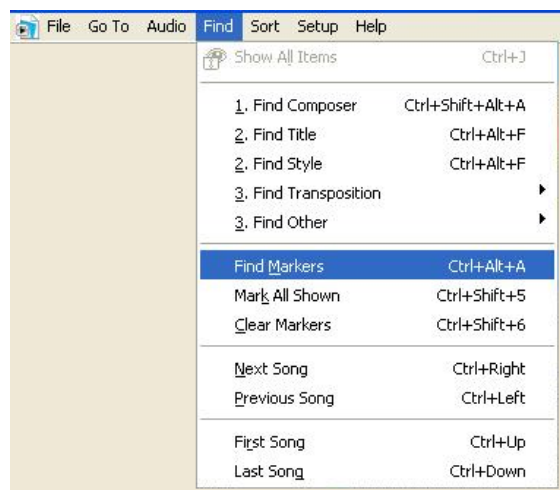 File Go To Audio Find Sort Setup Help
Show All Items Ctrl+J
1. Find Composer Ctrl+Shift+Alt+A
2. Find Title Ctrl+Alt+F
2. Find Style Ctrl+Alt+F
3. Find Transposition
3. Find Other
Find Markers Ctrl+Alt+A
Mark All Shown Ctrl+Shift+5
Clear Markers Ctrl+Shift+6
Next Song Ctrl+Right
Previous Song Ctrl+Left
First Song Ctrl+Up
Last Song Ctrl+Down